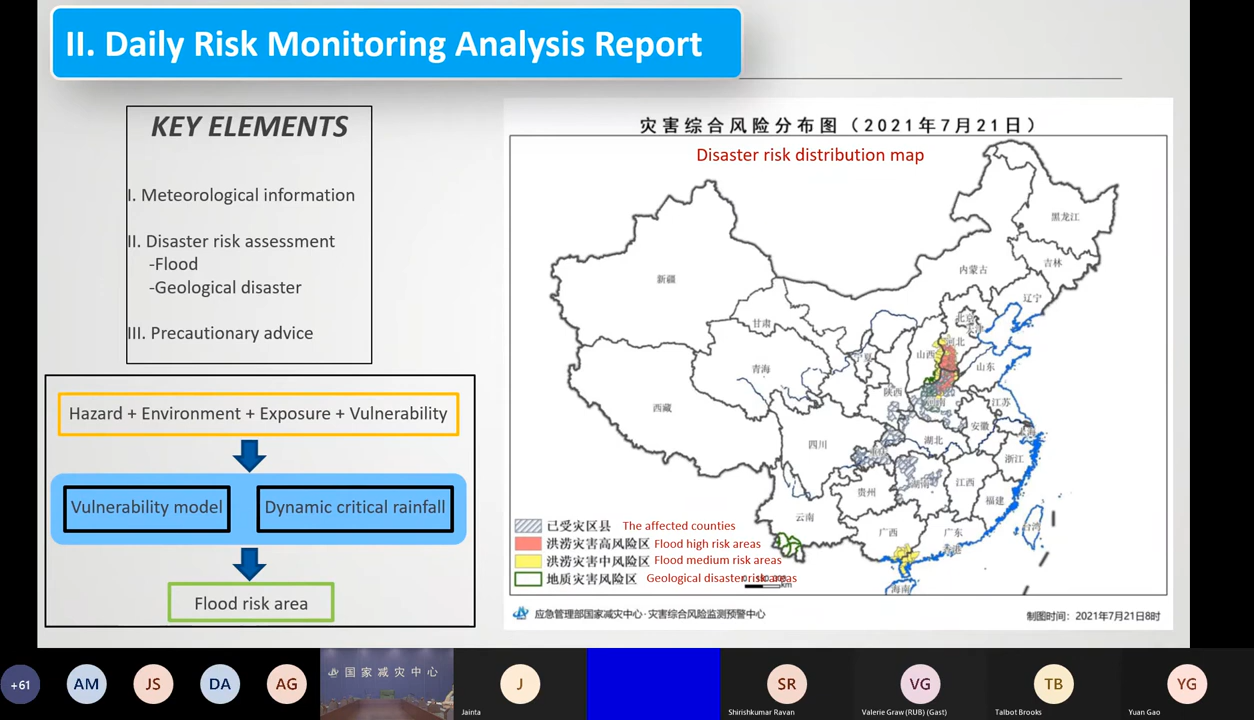 II. Daily Risk Monitoring Analysis Report
KEY ELEMENTS
I. Meteorological information
II. Disaster risk assessment
-Flood
-Geological disaster
III. Precautionary advice
Hazard + Environment + Exposure + Vulnerability
Vulnerability model
Dynamic critical rainfall
Flood risk area
灾害综合风险分布图（2021年7月21日）
Disaster risk distribution map
黑龙江
吉林
内蒙古
辽宁
新疆
北京
甘肃
河北
山西
宁夏
山东
青海
陕西
河南
江苏
西藏
安徽
上海
四川
湖北
重庆
浙江
湖南
江西
贵州
福建
云南
广西
广东
台湾
香港
海南
已受灾区县 The affected counties
洪涝灾害高风险区 Flood high risk areas
洪涝灾害中风险区 Flood medium risk areas
地质灾害风险区 Geological disaster risk areas
km
应急管理部国家减灾中心·灾害综合风险监测预警中心
制图时间：2021年7月21日8时
+61
AM
JS
DA
AG
国家减灾中心
J
Jainta
SR
Shirishkumar Ravan
VG
Valerie Graw (RUB) (Gast)
TB
Talbot Brooks
YG
Yuan Gao